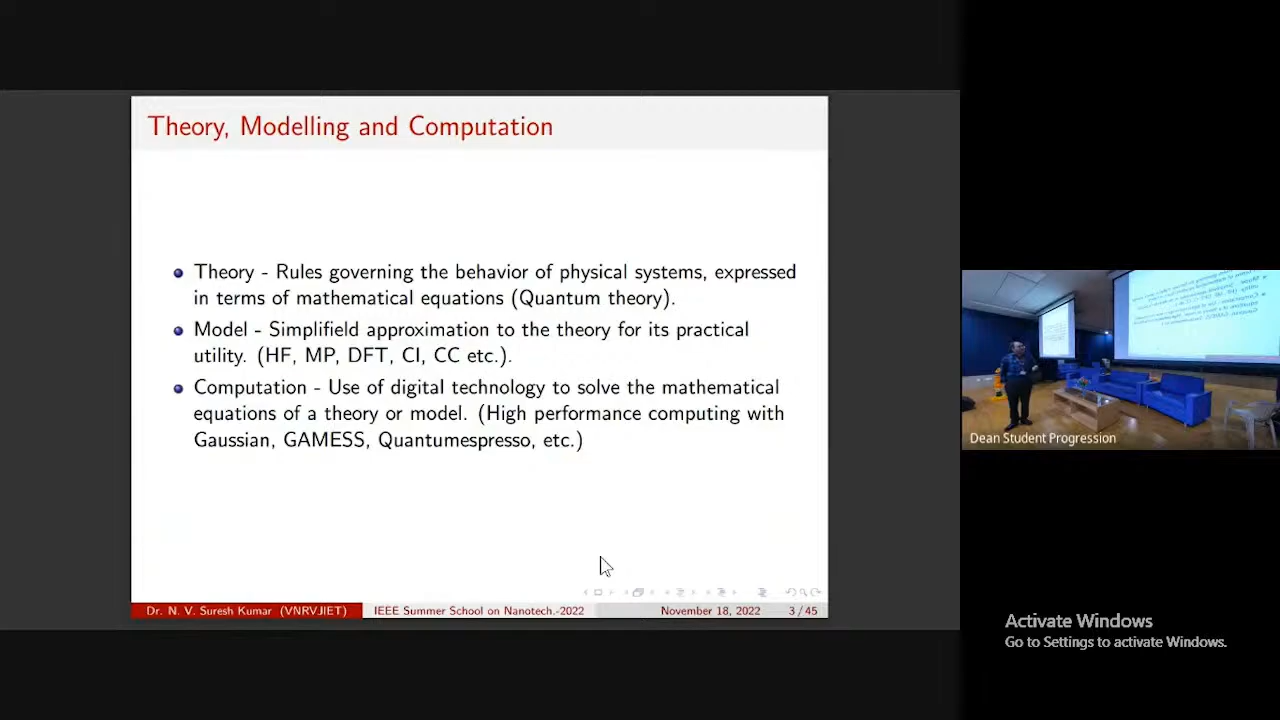 Theory, Modelling and Computation
Theory - Rules governing the behavior of physical systems, expressed
in terms of mathematical equations (Quantum theory).
Model - Simplifield approximation to the theory for its practical
utility. (HF, MP, DFT, CI, CC etc.).
Computation - Use of digital technology to solve the mathematical
equations of a theory or model. (High performance computing with
Gaussian, GAMESS, Quantumespresso, etc.)
Dr. N. V. Suresh Kumar (VNRVJIET)
IEEE Summer School on Nanotech.-2022
November 18, 2022
3 / 45
Dean Student Progression
Activate Windows
Go to Settings to activate Windows.